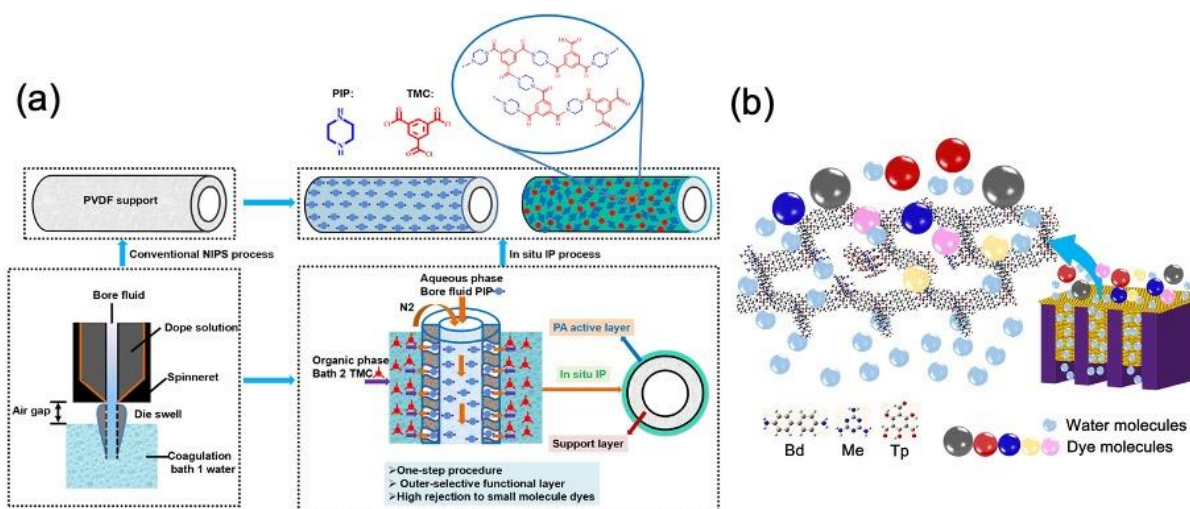 (a)
PIP:
TMC:
PVDF support
Conventional NIPS process
In situ IP process
Bore fluid
Dope solution
Spinneret
Air gap
Die swell
Coagulation
bath 1 water
Aqueous phase
Bore fluid PIP
N2
Organic phase
Bath 2 TMC
PA active layer
In situ IP
Support layer
➢One-step procedure
➢ Outer-selective functional layer
➢High rejection to small molecule dyes
(b)
Bd
Me
Tp
Water molecules
Dye molecules